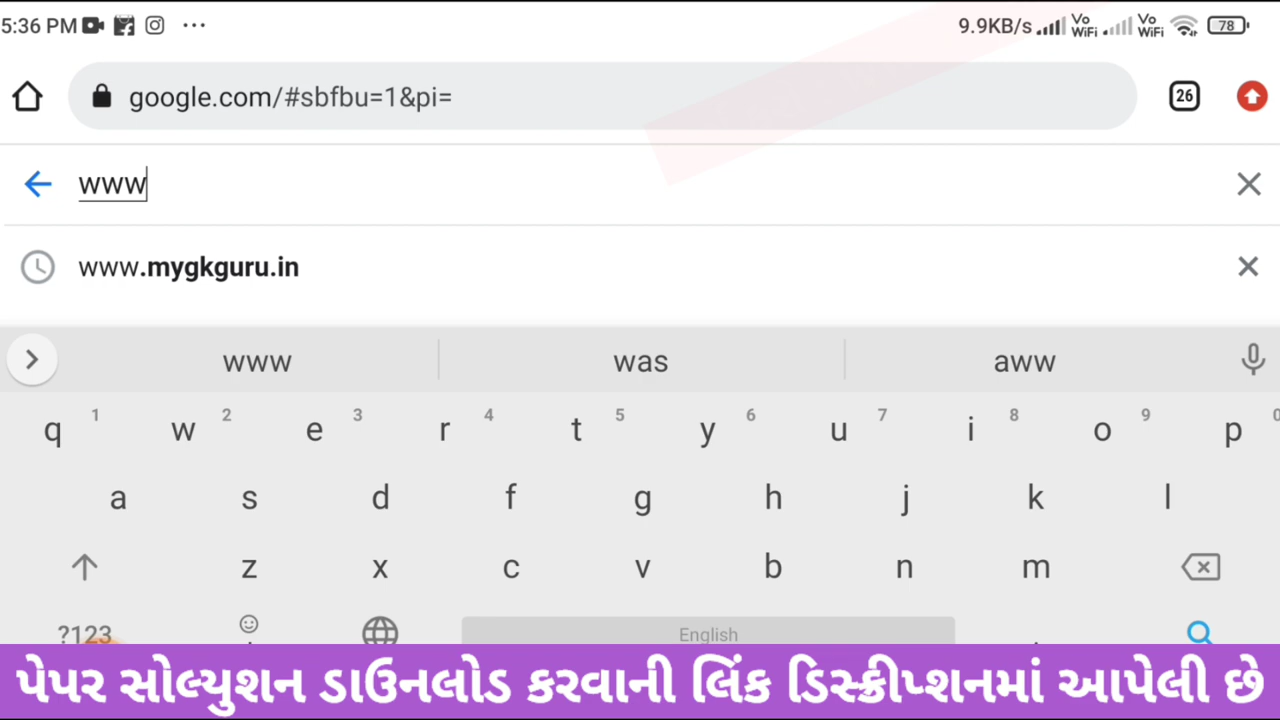 5:36 PM ... 9.9KB/s Vo WiFi Vo WiFi 78
google.com/#sbfbu=1&pi= 26
www
www.mygkguru.in
www was aww
q 1 w 2 e 3 r 4 t 5 y 6 u 7 i 8 o 9 p 0
a s d f g h j k l
z x c v b n m
?123 English
પેપર સોલ્યુશન ડાઉનલોડ કરવાની લિંક ડિસ્ક્રીપ્શનમાં આપેલી છે